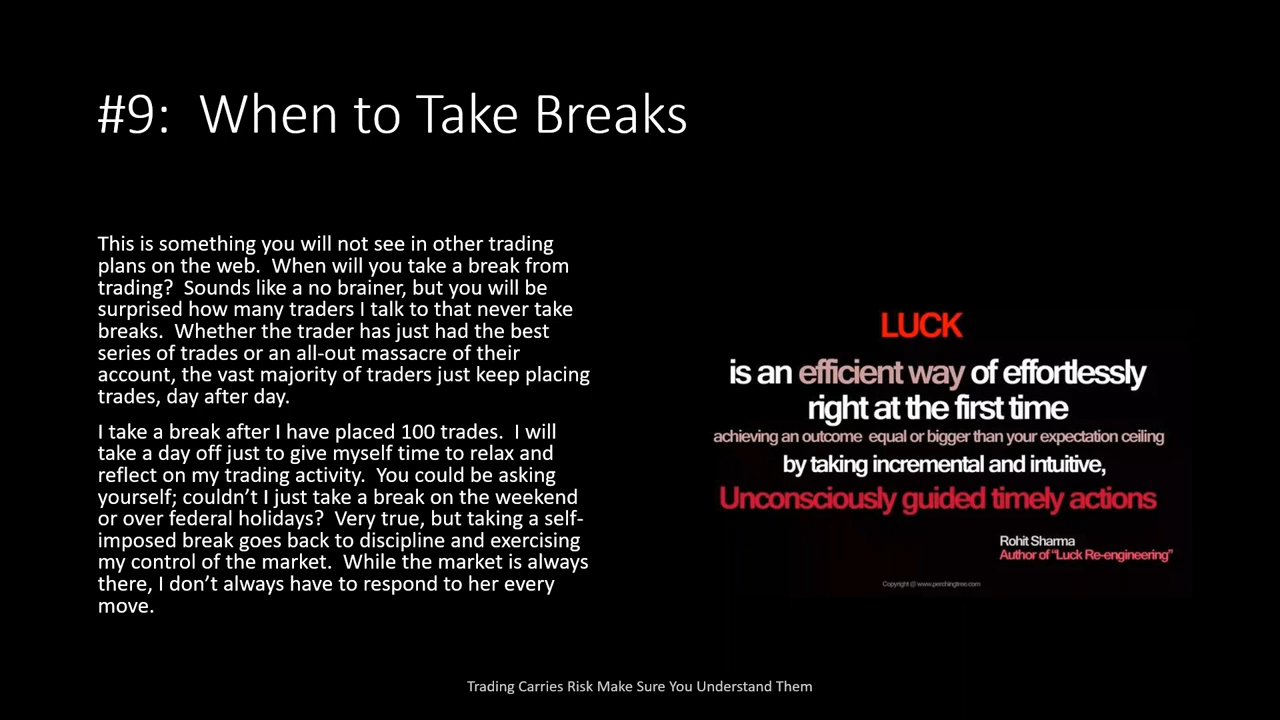 #9:  When to Take Breaks
This is something you will not see in other trading
plans on the web.  When will you take a break from
trading?  Sounds like a no brainer, but you will be
surprised how many traders I talk to that never take
breaks.  Whether the trader has just had the best
series of trades or an all-out massacre of their
account, the vast majority of traders just keep placing
trades, day after day.
I take a break after I have placed 100 trades.  I will
take a day off just to give myself time to relax and
reflect on my trading activity.  You could be asking
yourself; couldn’t I just take a break on the weekend
or over federal holidays?  Very true, but taking a self-
imposed break goes back to discipline and exercising
my control of the market.  While the market is always
there, I don’t always have to respond to her every
move.
LUCK
is an efficient way of effortlessly
right at the first time
achieving an outcome equal or bigger than your expectation ceiling
by taking incremental and intuitive,
Unconsciously guided timely actions
Rohit Sharma
Author of “Luck Re-engineering”
Copyright @ www.perchingtree.com
Trading Carries Risk Make Sure You Understand Them